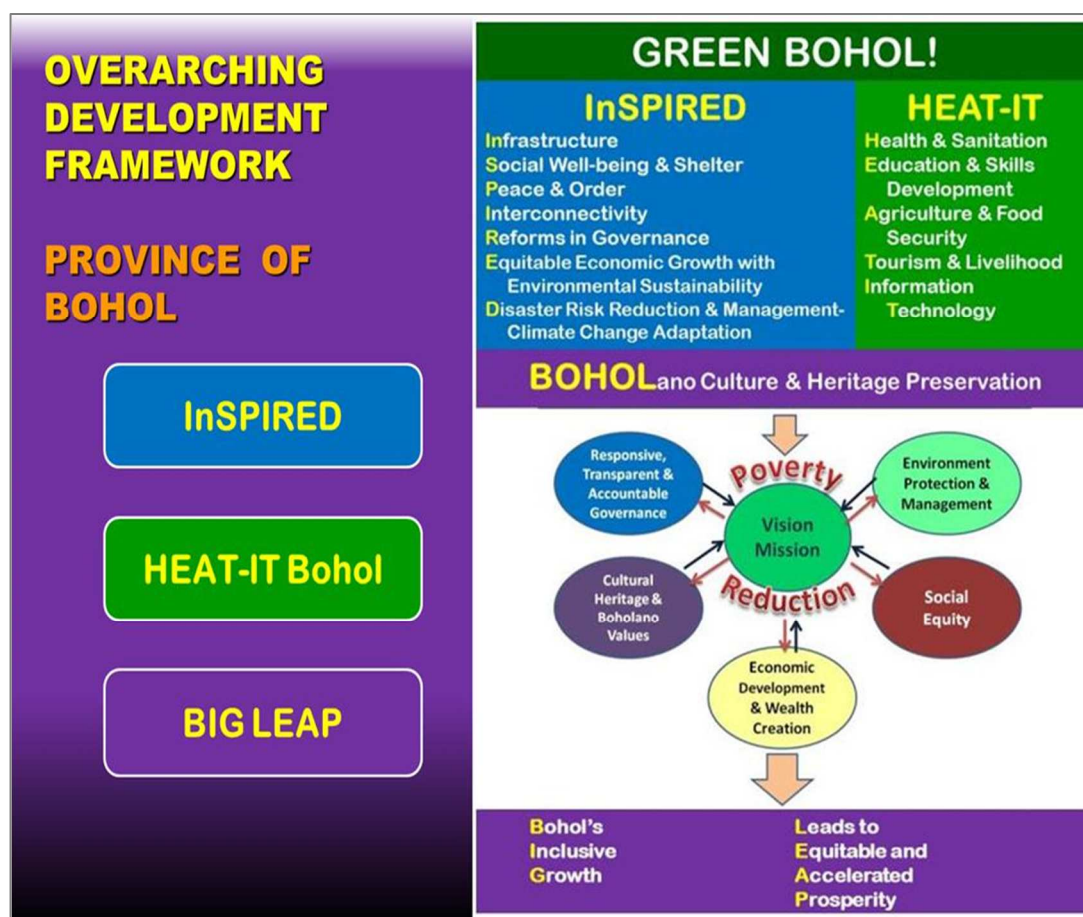 OVERARCHING
DEVELOPMENT
FRAMEWORK
PROVINCE OF
BOHOL
InSPIRED
HEAT-IT Bohol
BIG LEAP
GREEN BOHOL!
InSPIRED
Infrastructure
Social Well-being & Shelter
Peace & Order
Interconnectivity
Reforms in Governance
Equitable Economic Growth with
Environmental Sustainability
Disaster Risk Reduction & Management-
Climate Change Adaptation
HEAT-IT
Health & Sanitation
Education & Skills
Development
Agriculture & Food
Security
Tourism & Livelihood
Information
Technology
BOHOLano Culture & Heritage Preservation
Responsive,
Transparent &
Accountable
Governance
Poverty
Vision
Mission
Reduction
Environment
Protection &
Management
Cultural
Heritage &
Boholano
Values
Social
Equity
Economic
Development
& Wealth
Creation
Bohol's
Inclusive
Growth
Leads to
Equitable and
Accelerated
Prosperity